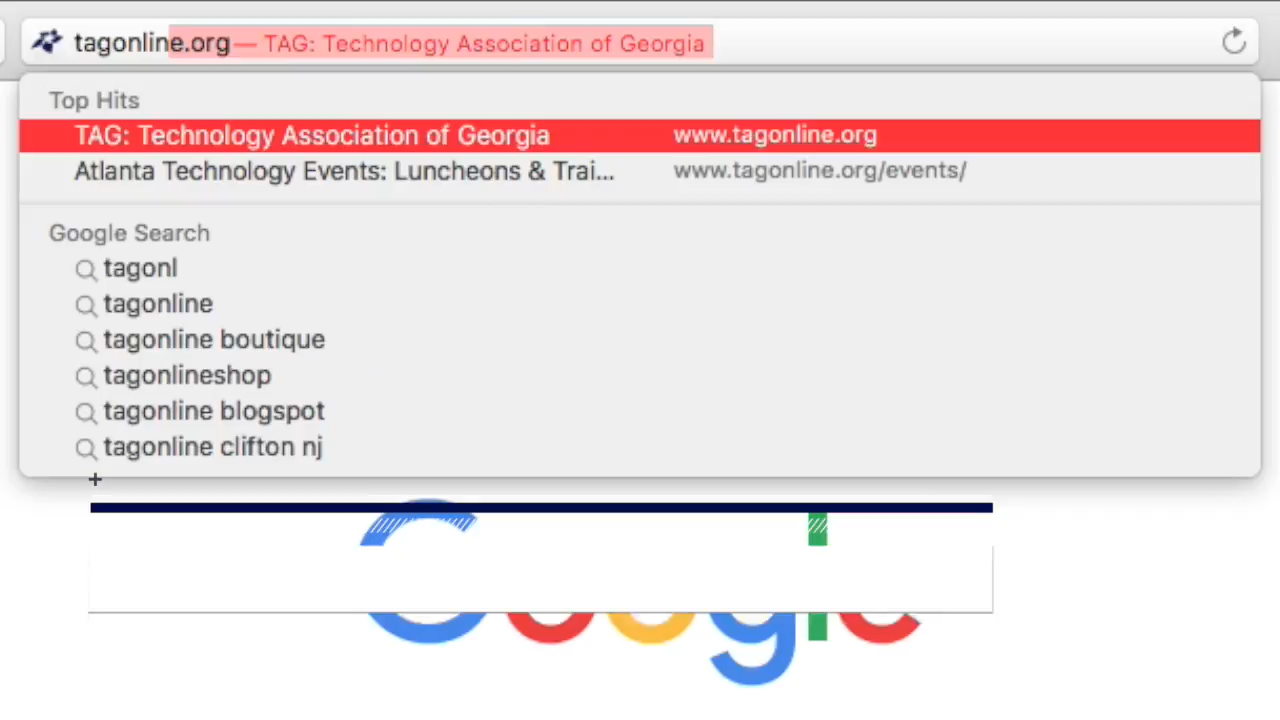 tagonline.org — TAG: Technology Association of Georgia
Top Hits
TAG: Technology Association of Georgia www.tagonline.org
Atlanta Technology Events: Luncheons & Trai... www.tagonline.org/events/
Google Search
tagonl
tagonline
tagonline boutique
tagonlineshop
tagonline blogspot
tagonline clifton nj
Google